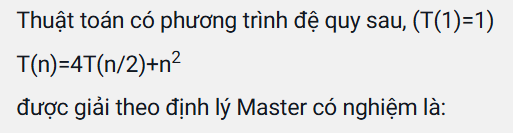 Thuật toán có phương trình đệ quy sau, (T(1)=1)
T(n)=4T(n/2)+n²
được giải theo định lý Master có nghiệm là: